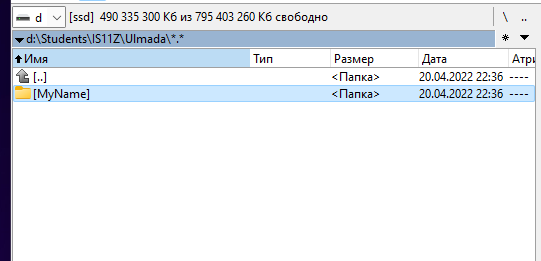 d [ssd] 490 335 300 Кб из 795 403 260 Кб свободно \ ..
d:\Students\IS11Z\Ulmada\*.* *
Имя Тип Размер Дата Атри
[..] <Папка> 20.04.2022 22:36 ----
[MyName] <Папка> 20.04.2022 22:36 ----